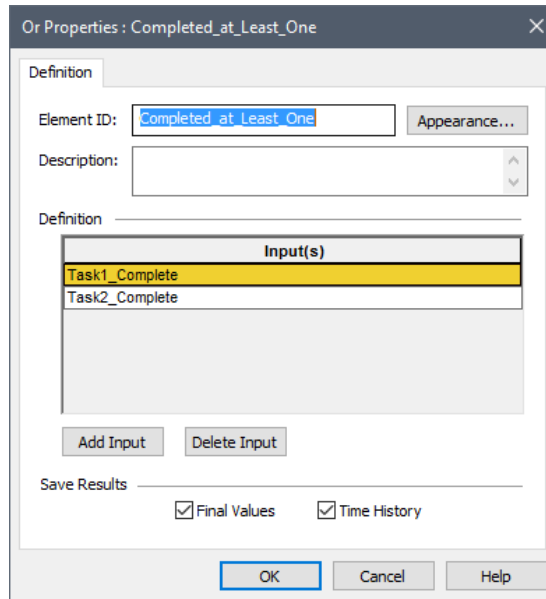 Or Properties : Completed_at_Least_One
Definition
Element ID: Completed_at_Least_One Appearance...
Description:
Definition
Input(s)
Task1_Complete
Task2_Complete
Add Input Delete Input
Save Results
Final Values Time History
OK Cancel Help